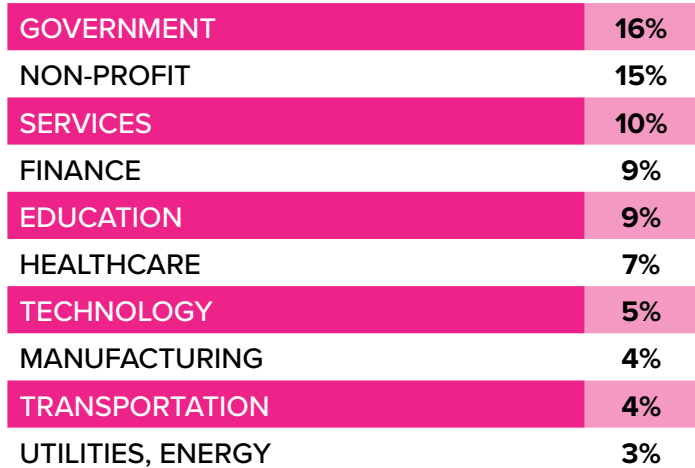 GOVERNMENT 16%
NON-PROFIT 15%
SERVICES 10%
FINANCE 9%
EDUCATION 9%
HEALTHCARE 7%
TECHNOLOGY 5%
MANUFACTURING 4%
TRANSPORTATION 4%
UTILITIES, ENERGY 3%